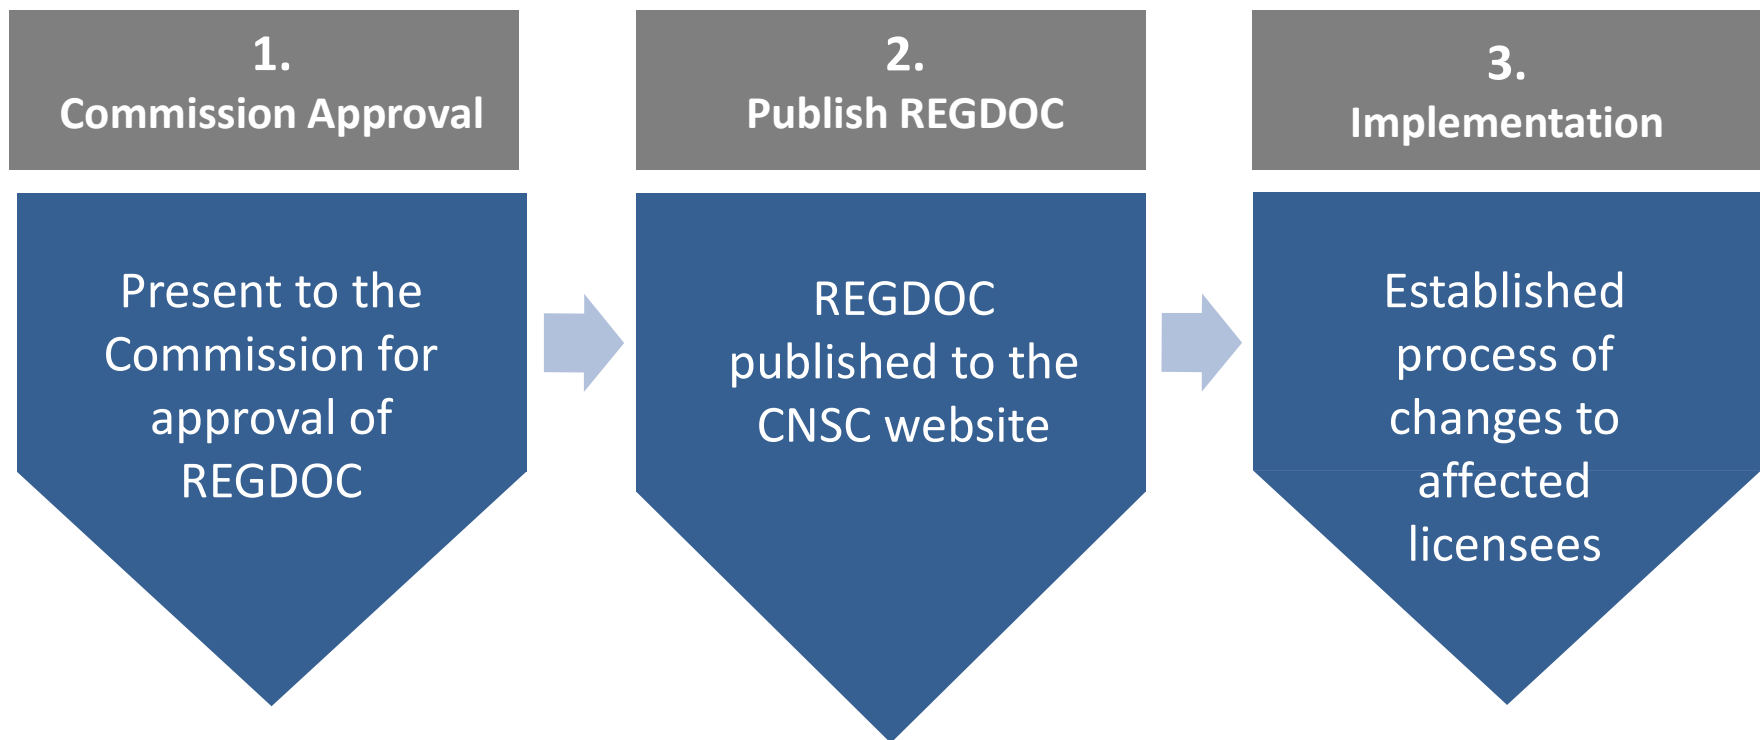 1.
Commission Approval
Present to the
Commission for
approval of
REGDOC
2.
Publish REGDOC
REGDOC
published to the
CNSC website
3.
Implementation
Established
process of
changes to
affected
licensees